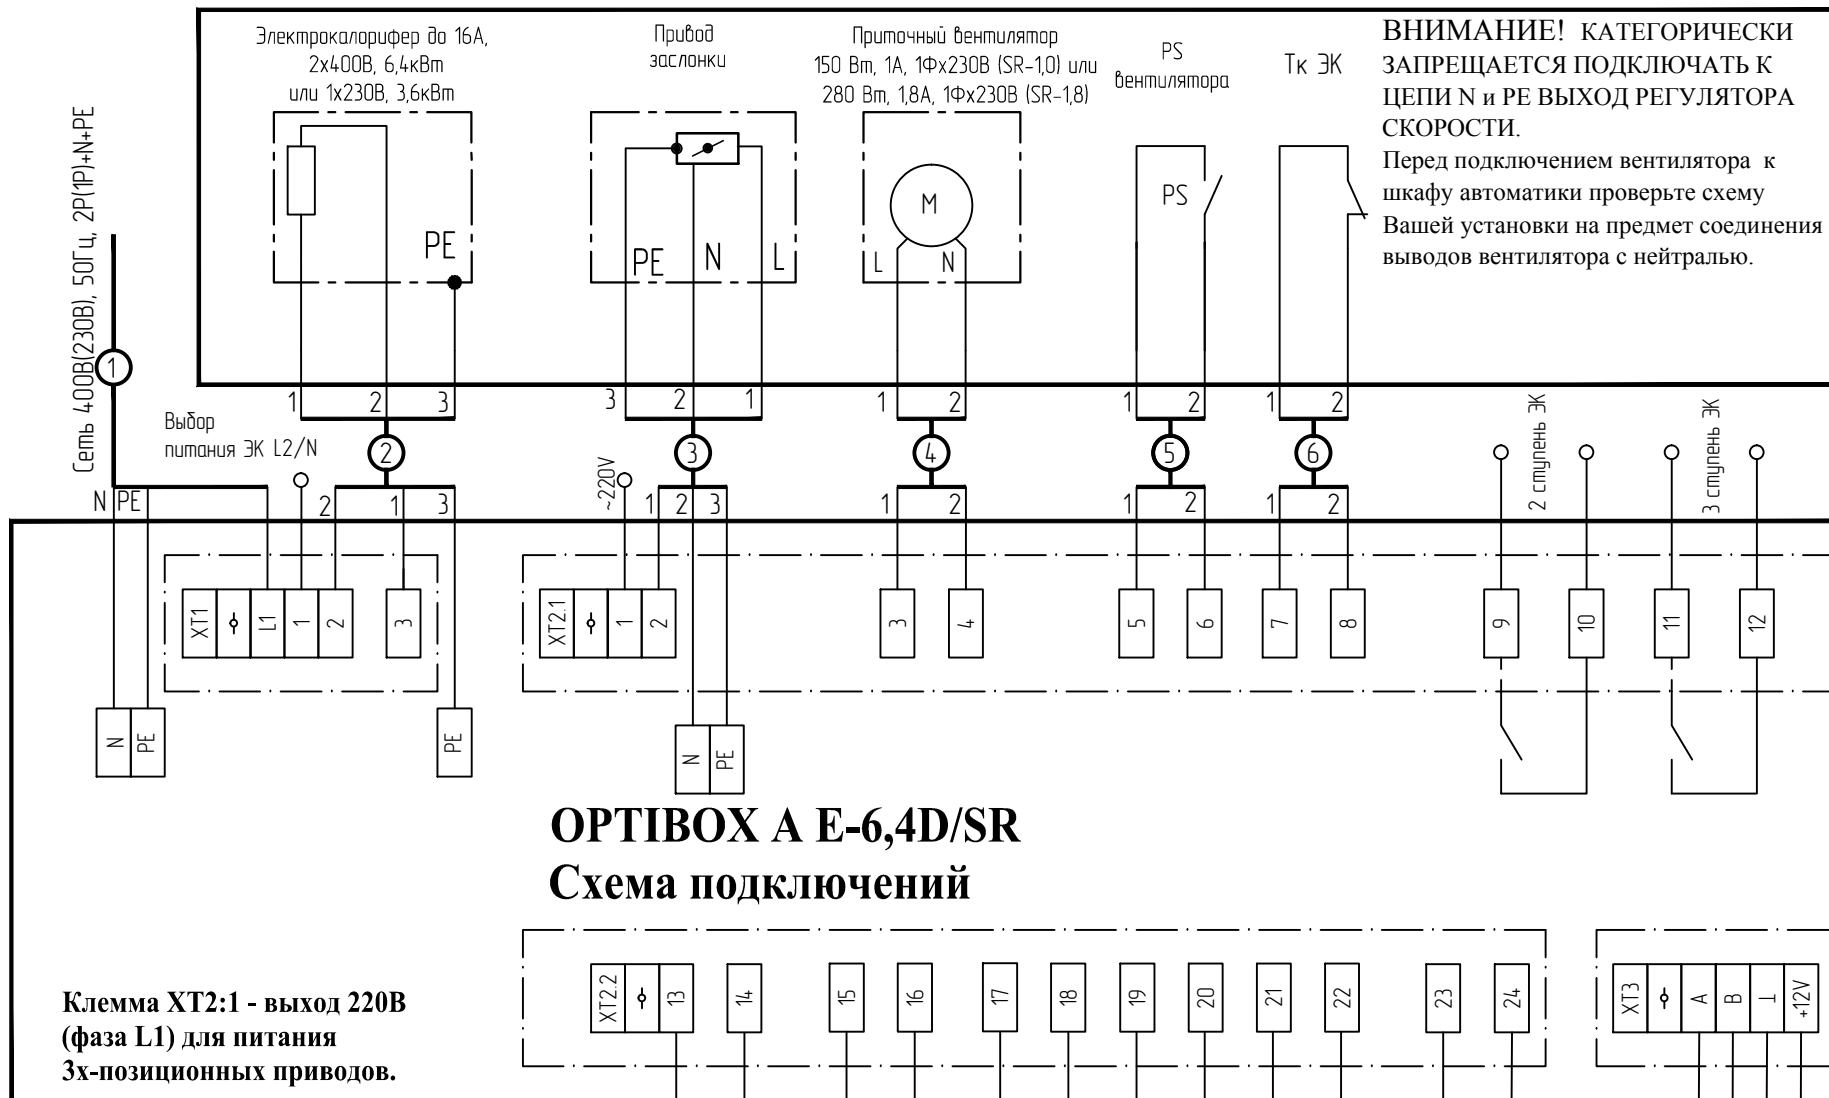 Электрокалорифер до 16А,
2х400В, 6,4кВт
или 1х230В, 3,6кВт
Привод
заслонки
Приточный вентилятор
150 Вт, 1А, 1Фх230В (SR-1,0) или
280 Вт, 1,8А, 1Фх230В (SR-1,8)
PS
вентилятора
Тк ЭК
ВНИМАНИЕ! КАТЕГОРИЧЕСКИ
ЗАПРЕЩАЕТСЯ ПОДКЛЮЧАТЬ К
ЦЕПИ N и PE ВЫХОД РЕГУЛЯТОРА
СКОРОСТИ.
Перед подключением вентилятора к
шкафу автоматики проверьте схему
Вашей установки на предмет соединения
выводов вентилятора с нейтралью.
Сеть 400В(230В), 50Гц, 2Р(1Р)+N+PE
PE
PE N L
M
L N
PS
1
1 2 3
3 2 1
1 2
1 2
1 2
Выбор
питания ЭК L2/N
2
3
4
5
6
2 ступень ЭК
3 ступень ЭК
~220V
N PE
2 1 3
1 2 3
1 2
1 2
1 2
XT1 L1 1 2 3
XT2.1 1 2 3 4 5 6 7 8 9 10 11 12
N PE
PE
N PE
OPTIBOX A E-6,4D/SR
Схема подключений
XT2.2 13 14 15 16 17 18 19 20 21 22 23 24
XT3 A B ⊥ +12V
Клемма XT2:1 - выход 220В
(фаза L1) для питания
3х-позиционных приводов.